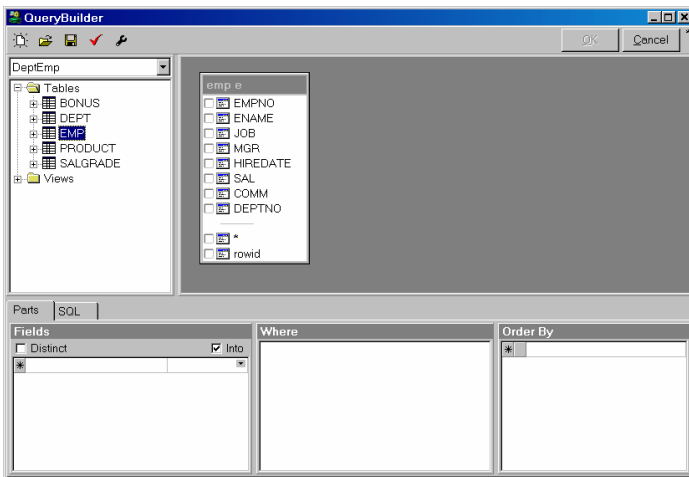 QueryBuilder
OK
Cancel
DeptEmp
Tables
BONUS
DEPT
EMP
PRODUCT
SALGRADE
Views
emp e
EMPNO
ENAME
JOB
MGR
HIREDATE
SAL
COMM
DEPTNO
*
rowid
Parts
SQL
Fields
Distinct
Into
Where
Order By